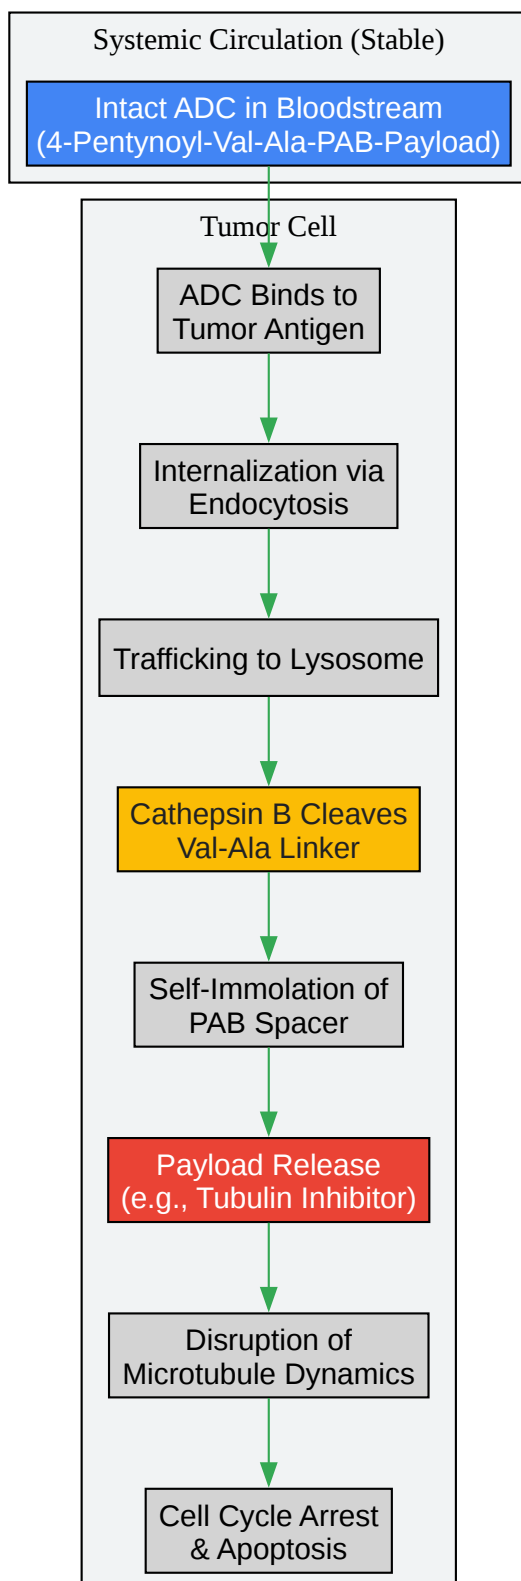 Systemic Circulation (Stable)
Intact ADC in Bloodstream
(4-Pentynoyl-Val-Ala-PAB-Payload)
Tumor Cell
ADC Binds to
Tumor Antigen
Internalization via
Endocytosis
Trafficking to Lysosome
Cathepsin B Cleaves
Val-Ala Linker
Self-Immolation of
PAB Spacer
Payload Release
(e.g., Tubulin Inhibitor)
Disruption of
Microtubule Dynamics
Cell Cycle Arrest
& Apoptosis